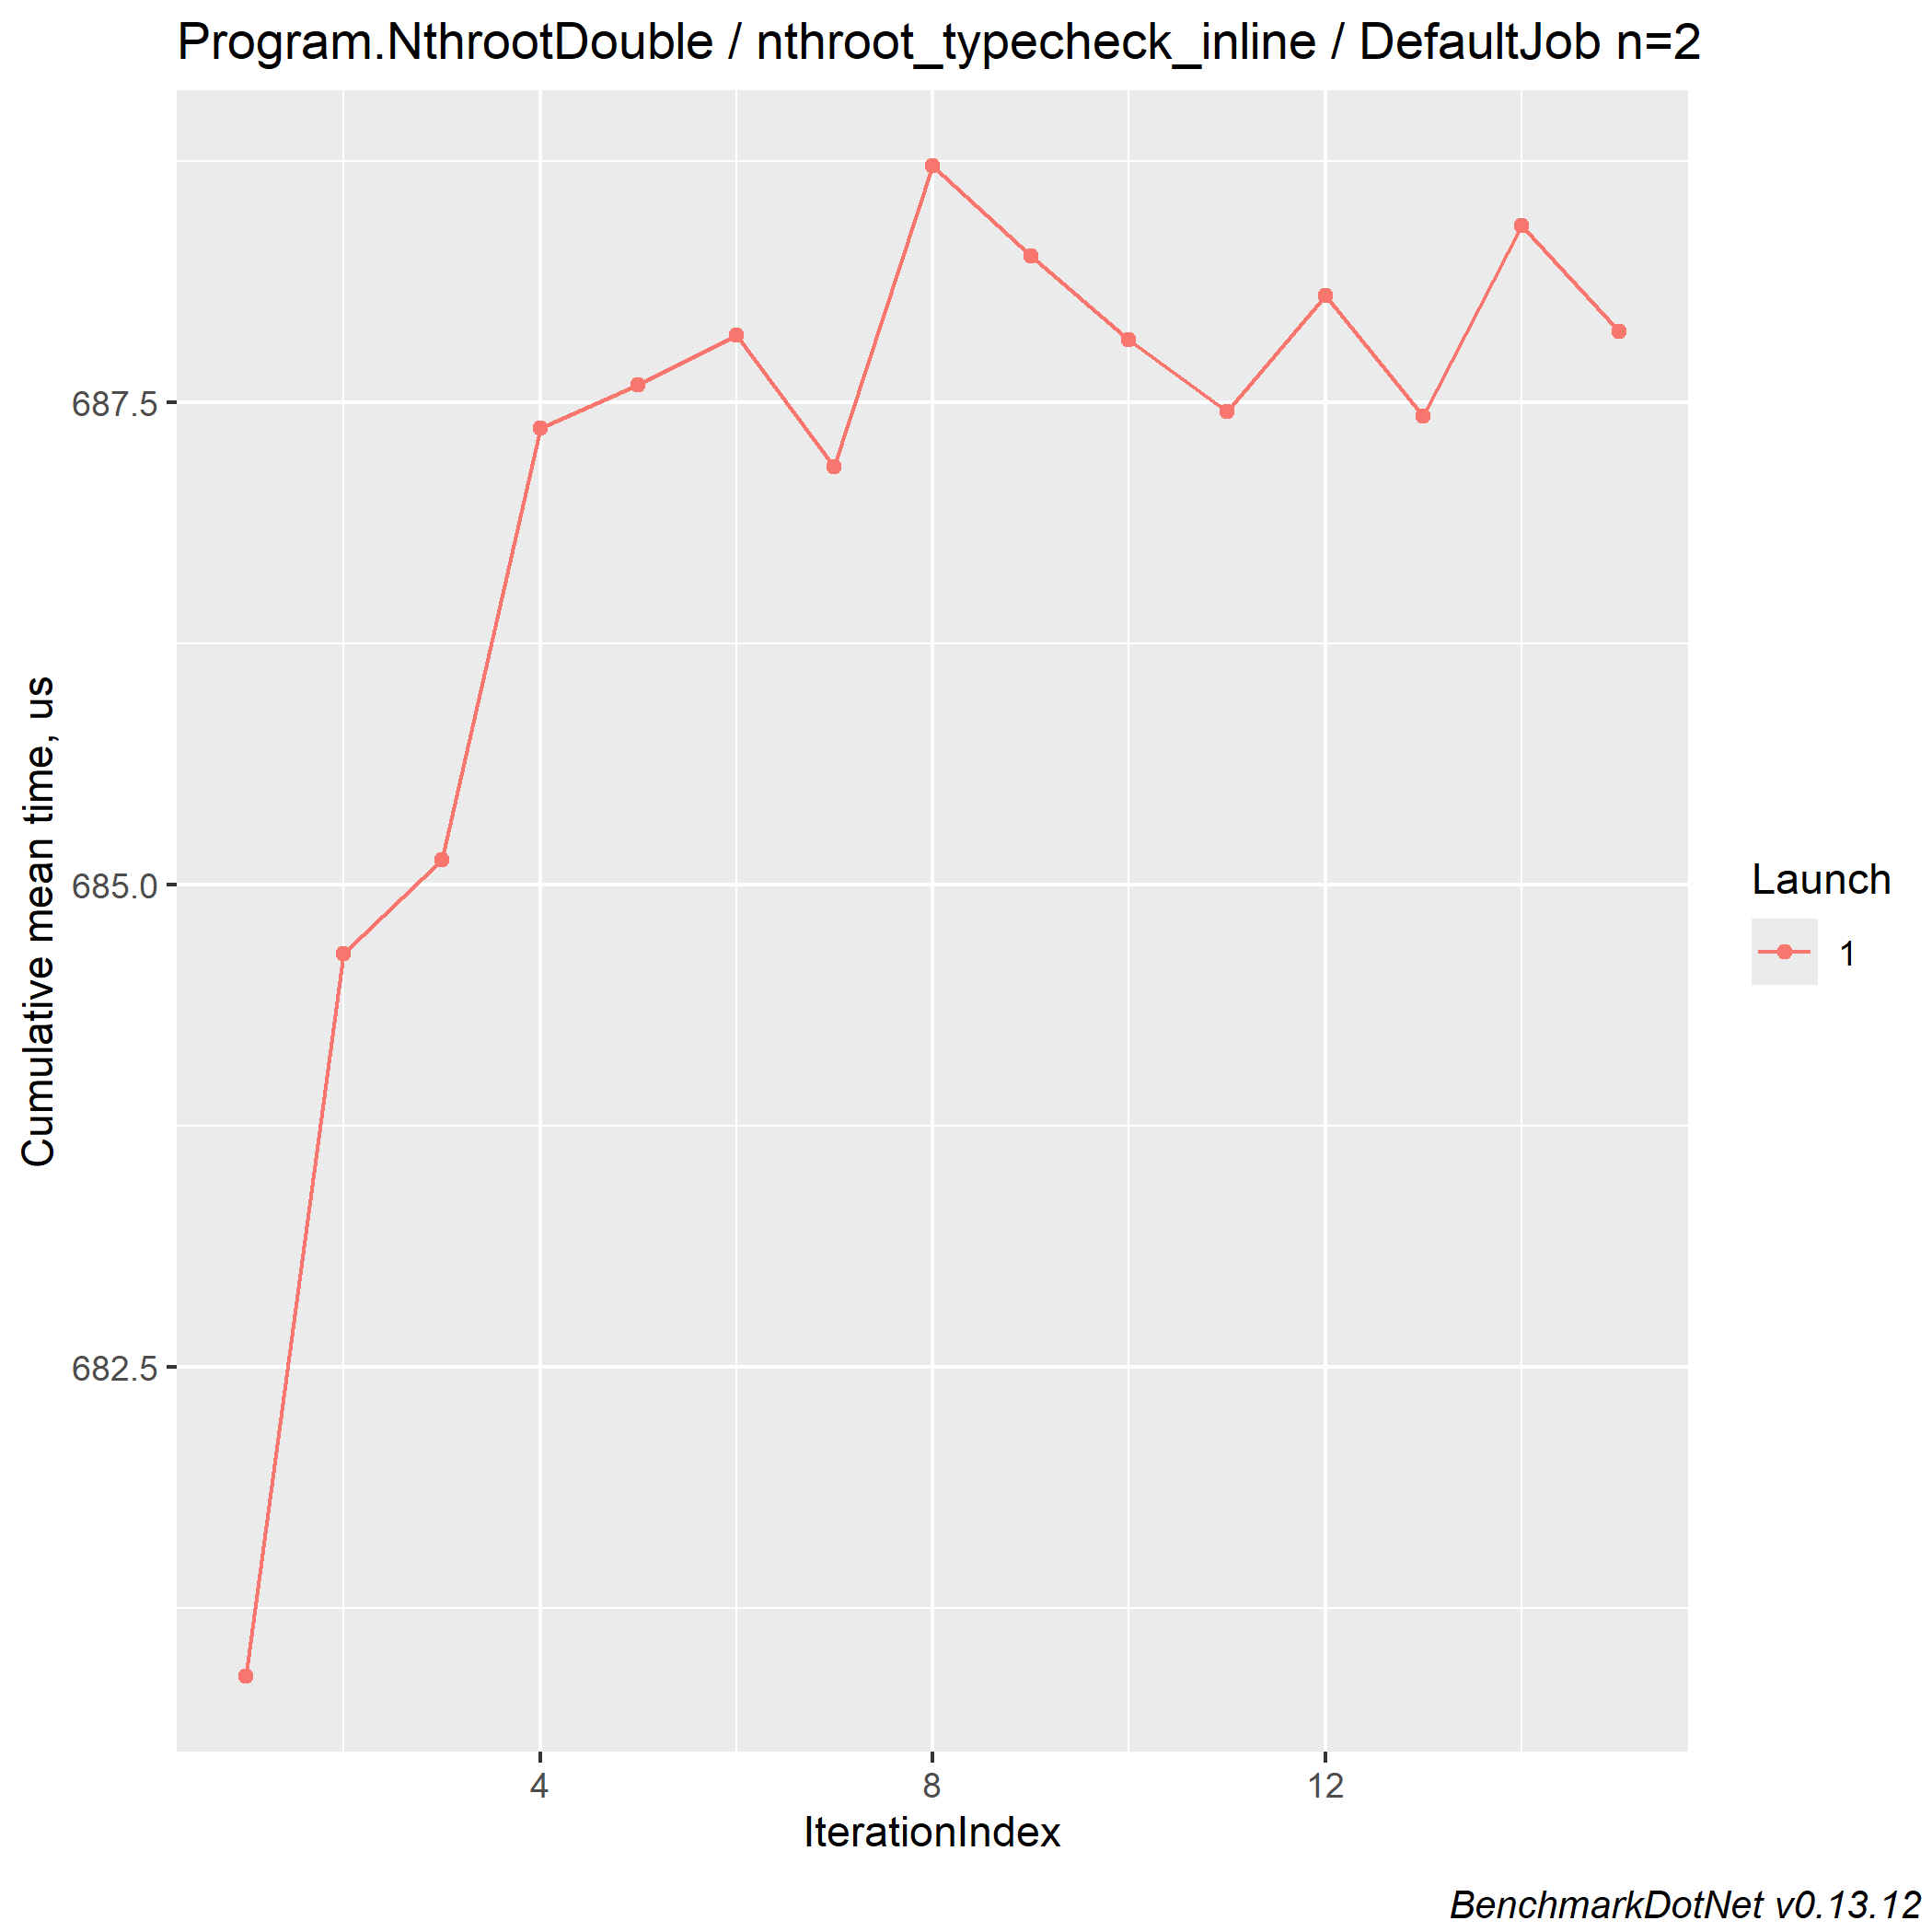 Program.NthrootDouble / nthroot_typecheck_inline / DefaultJob n=2
Cumulative mean time, us
687.5
685.0
682.5
4
8
12
IterationIndex
Launch
1
BenchmarkDotNet v0.13.12